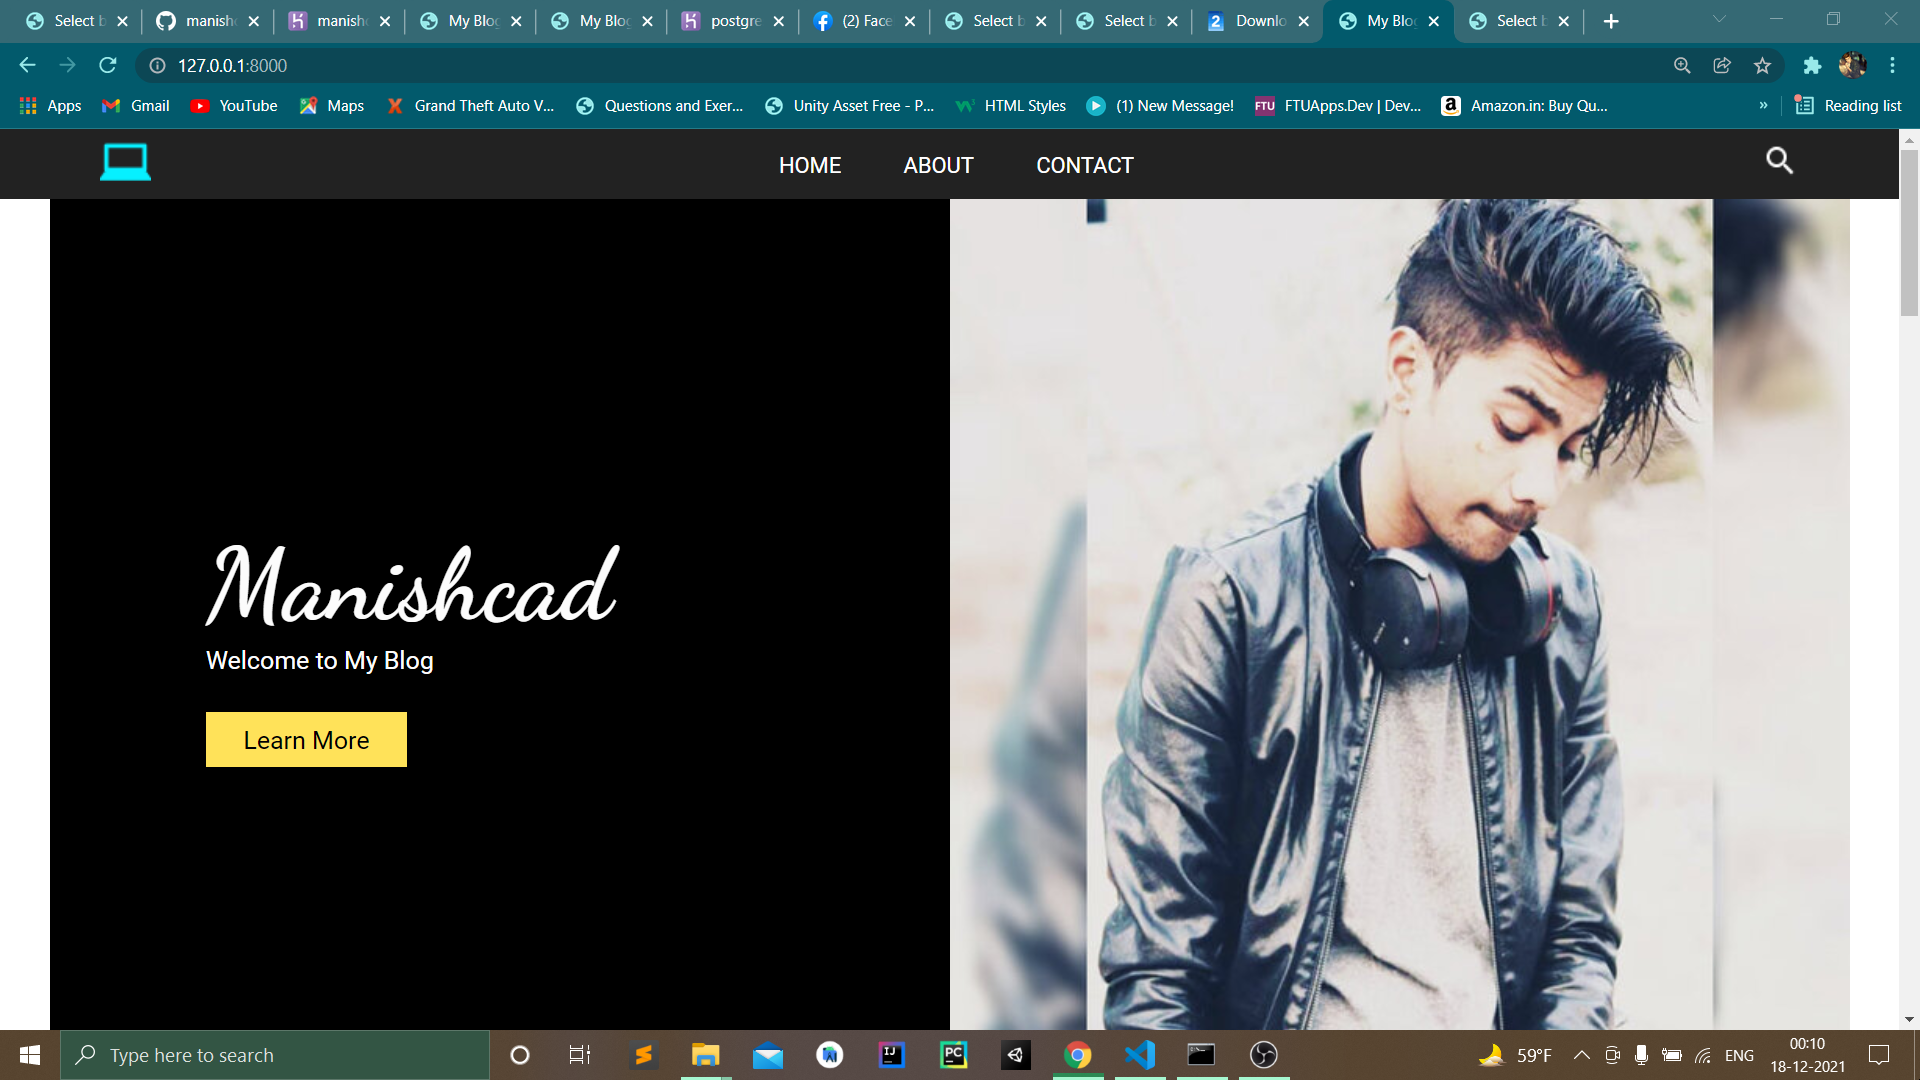 Select b
manish
manish
My Blog
My Blog
postgre
(2) Face
Select b
Select b
Downlo
My Blog
Select b
127.0.0.1:8000
Apps
Gmail
YouTube
Maps
Grand Theft Auto V...
Questions and Exer...
Unity Asset Free - P...
HTML Styles
(1) New Message!
FTU
FTUApps.Dev | Dev...
Amazon.in: Buy Qu...
»
Reading list
HOME
ABOUT
CONTACT
Manishcad
Welcome to My Blog
Learn More
Type here to search
IJ
PC
59°F
ENG
00:10
18-12-2021